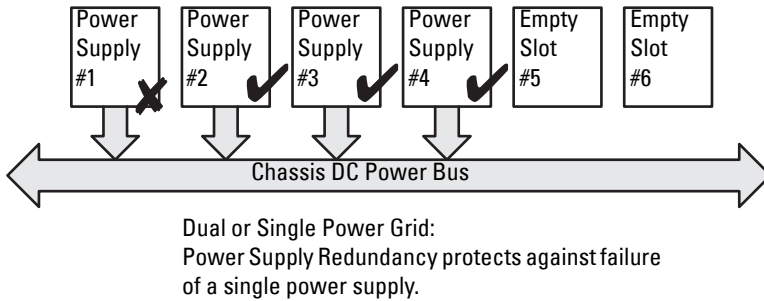 Power Supply #1
Power Supply #2
Power Supply #3
Power Supply #4
Empty Slot #5
Empty Slot #6
Chassis DC Power Bus
Dual or Single Power Grid:
Power Supply Redundancy protects against failure
of a single power supply.